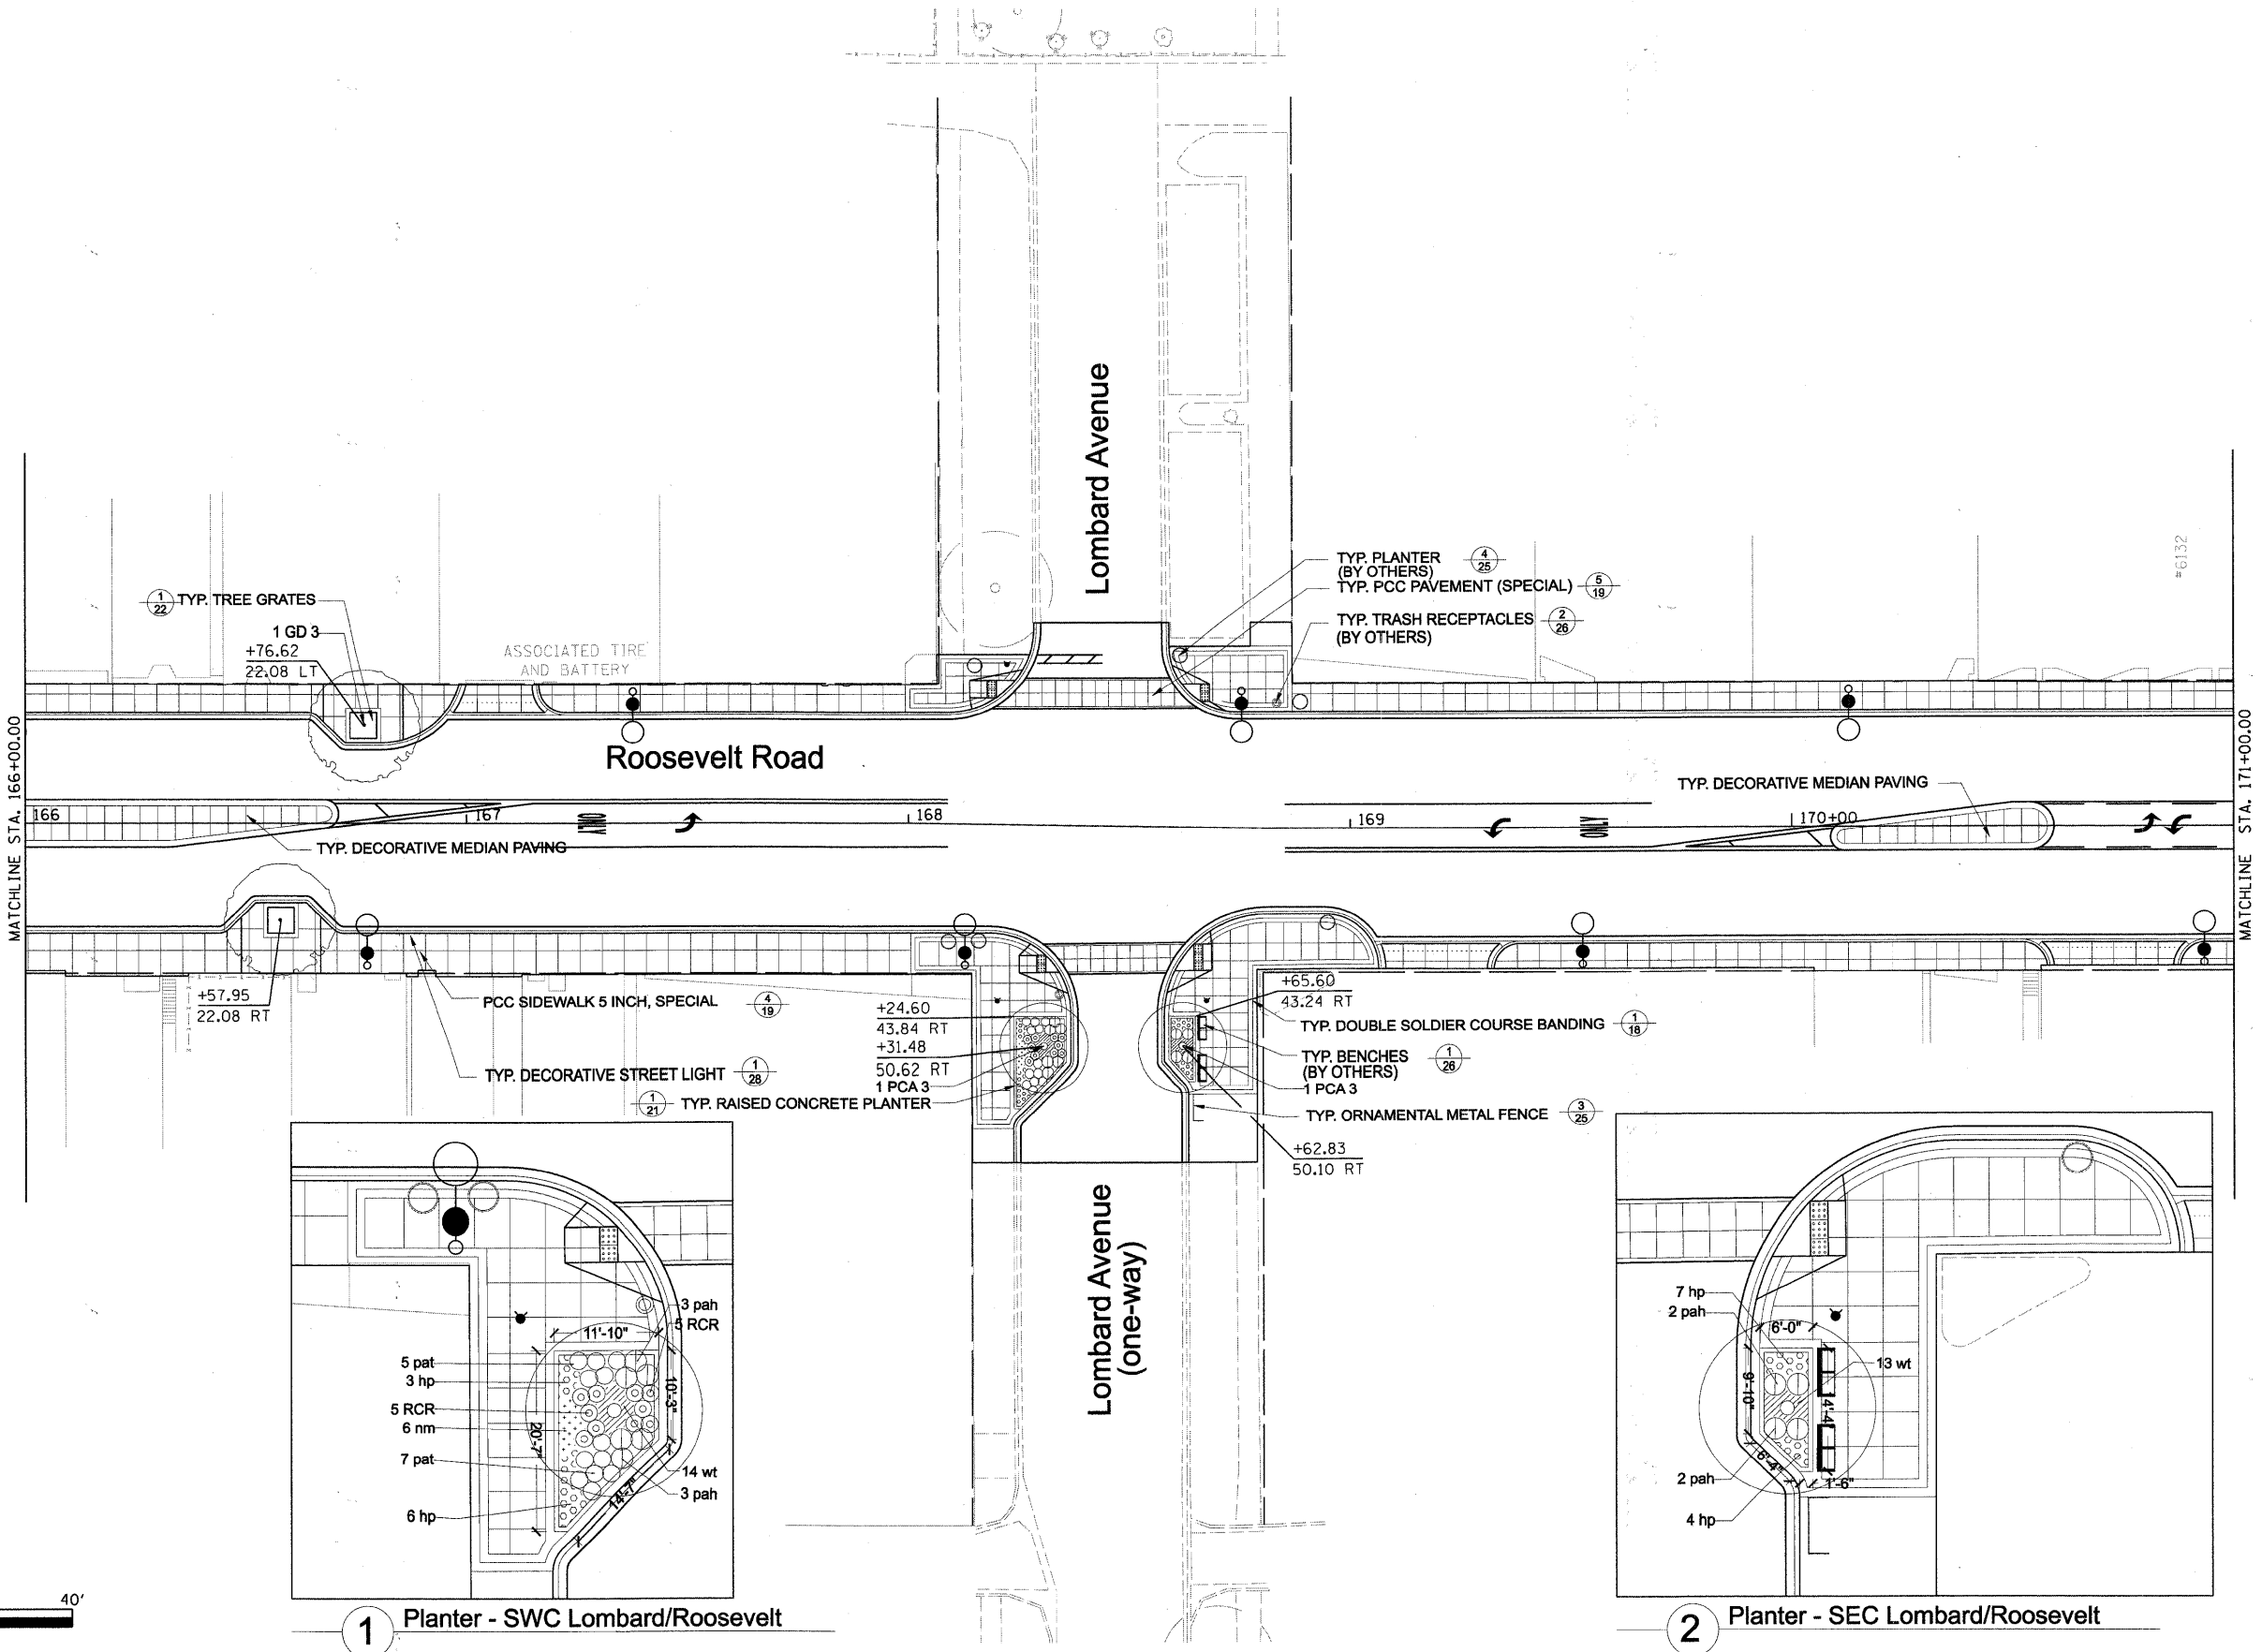 Lombard Avenue
TYP. PLANTER
(BY OTHERS)
4
25
TYP. PCC PAVEMENT (SPECIAL)
5
19
TYP. TRASH RECEPTACLES
(BY OTHERS)
2
26
#6132
1
22
TYP. TREE GRATES
1 GD 3
+76.62
22.08 LT
ASSOCIATED TIRE
AND BATTERY
MATCHLINE STA. 166+00.00
MATCHLINE STA. 171+00.00
Roosevelt Road
TYP. DECORATIVE MEDIAN PAVING
166
167
ONLY
168
169
ONLY
170+00
TYP. DECORATIVE MEDIAN PAVING
+57.95
22.08 RT
PCC SIDEWALK 5 INCH, SPECIAL
4
19
TYP. DECORATIVE STREET LIGHT
1
28
1
21
TYP. RAISED CONCRETE PLANTER
+24.60
43.84 RT
+31.48
50.62 RT
1 PCA 3
+65.60
43.24 RT
TYP. DOUBLE SOLDIER COURSE BANDING
1
18
TYP. BENCHES
(BY OTHERS)
1
26
1 PCA 3
TYP. ORNAMENTAL METAL FENCE
3
25
+62.83
50.10 RT
Lombard Avenue
(one-way)
3 pah
5 RCR
11'-10"
5 pat
3 hp
5 RCR
6 nm
7 pat
6 hp
10'-3"
20'-7"
14 wt
3 pah
14'-7"
40'
1
Planter - SWC Lombard/Roosevelt
7 hp
2 pah
6'-0"
13 wt
9'-10"
14'-4"
6'-4"
1'-6"
2 pah
4 hp
2
Planter - SEC Lombard/Roosevelt